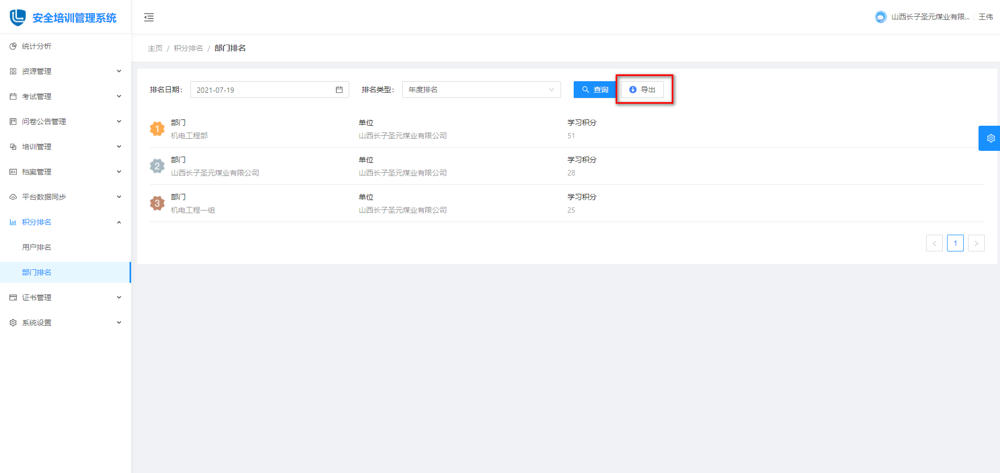 安全培训管理系统
山西长子圣元煤业有限... 王伟
统计分析
资源管理
考试管理
问卷公告管理
培训管理
档案管理
平台数据同步
积分排名
用户排名
部门排名
证书管理
系统设置
主页 / 积分排名 / 部门排名
排名日期： 2021-07-19 排名类型： 年度排名 查询 导出
1 部门 单位 学习积分
机电工程部 山西长子圣元煤业有限公司 51
2 部门 单位 学习积分
山西长子圣元煤业有限公司 山西长子圣元煤业有限公司 28
3 部门 单位 学习积分
机电工程一组 山西长子圣元煤业有限公司 25
< 1 >